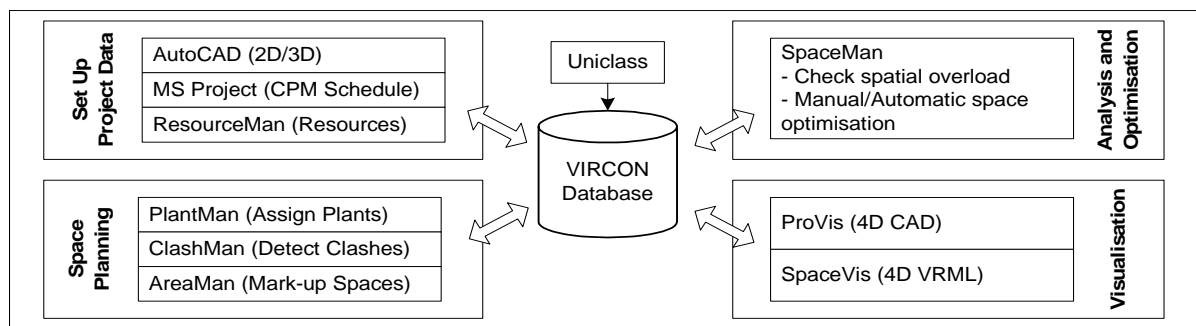 Set Up
Project Data
AutoCAD (2D/3D)
MS Project (CPM Schedule)
ResourceMan (Resources)
Space
Planning
PlantMan (Assign Plants)
ClashMan (Detect Clashes)
AreaMan (Mark-up Spaces)
Uniclass
VIRCON
Database
SpaceMan
- Check spatial overload
- Manual/Automatic space
optimisation
Analysis and
Optimisation
ProVis (4D CAD)
SpaceVis (4D VRML)
Visualisation